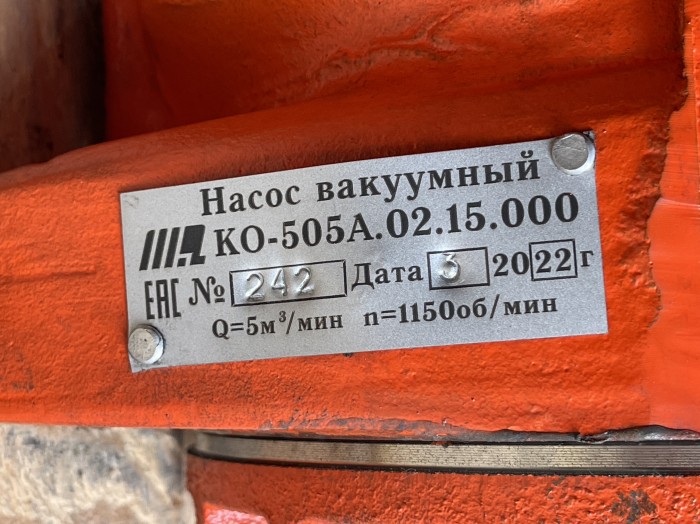 Насос вакуумный
КО-505А.02.15.000
ЕАС № 242 Дата 3 2022 г
Q=5м³/мин n=1150об/мин